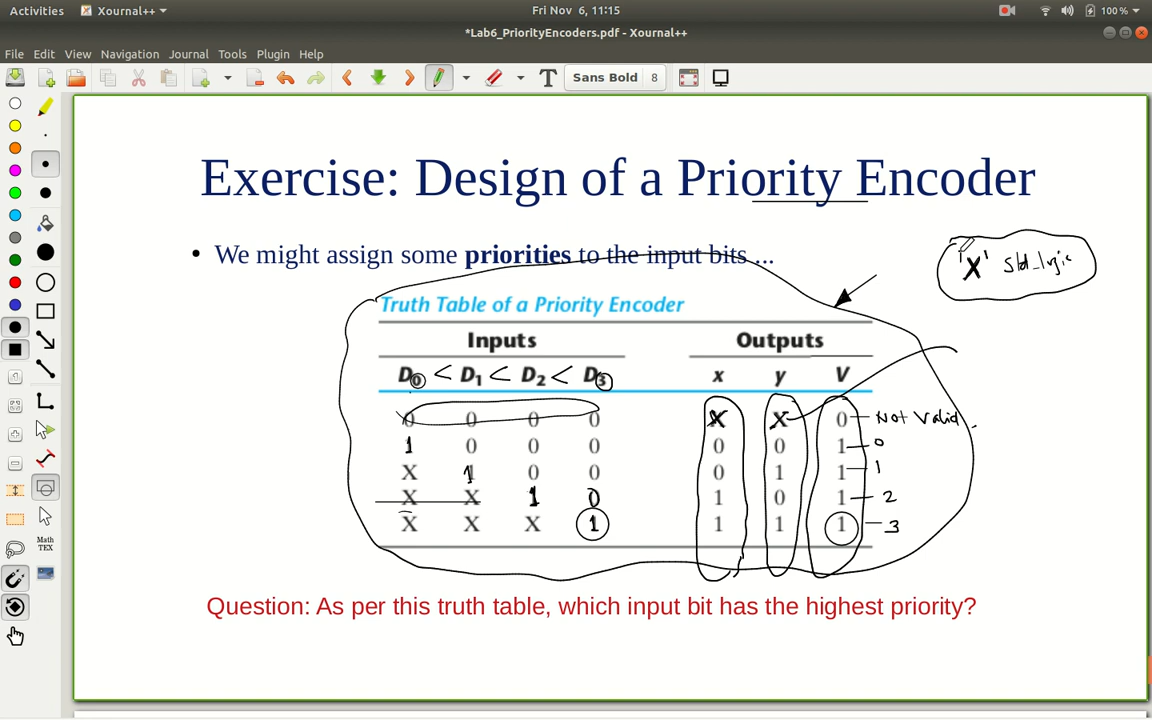 Activities Xournal++ Fri Nov 6, 11:15 100 %
*Lab6_PriorityEncoders.pdf - Xournal++
File Edit View Navigation Journal Tools Plugin Help
Sans Bold 8
Exercise: Design of a Priority Encoder
• We might assign some priorities to the input bits ...
'X' std_logic
Truth Table of a Priority Encoder
Inputs Outputs
D0 < D1 < D2 < D3 x y V
0 0 0 0 X X 0 Not Valid.
1 0 0 0 0 0 1 0
X 1 0 0 0 1 1 1
X X 1 0 1 0 1 2
X X X 1 1 1 1 3
Question: As per this truth table, which input bit has the highest priority?
Math
TEX